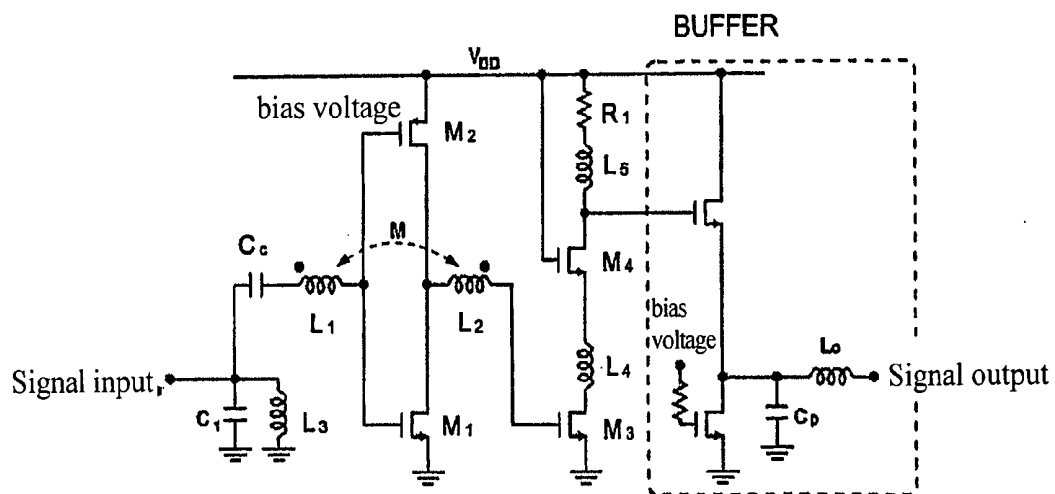 BUFFER
VDD
bias voltage
R1
M2
L5
M
Cc
M4
L1
L2
bias
voltage
L4
Lo
Signal input
Signal output
C1
L3
M1
M3
Cp